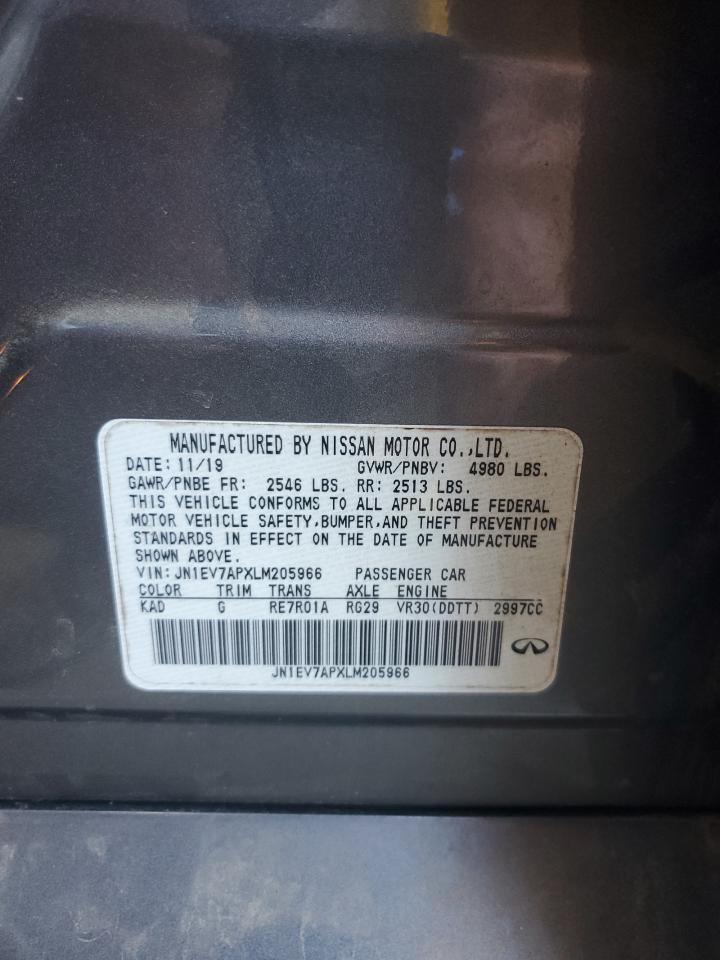 MANUFACTURED BY NISSAN MOTOR CO.,LTD.
DATE: 11/19 GVWR/PNBV: 4980 LBS.
GAWR/PNBE FR: 2546 LBS. RR: 2513 LBS.
THIS VEHICLE CONFORMS TO ALL APPLICABLE FEDERAL
MOTOR VEHICLE SAFETY,BUMPER,AND THEFT PREVENTION
STANDARDS IN EFFECT ON THE DATE OF MANUFACTURE
SHOWN ABOVE.
VIN: JN1EV7APXLM205966 PASSENGER CAR
COLOR TRIM TRANS AXLE ENGINE
KAD G RE7R01A RG29 VR30(DDTT) 2997CC
JN1EV7APXLM205966